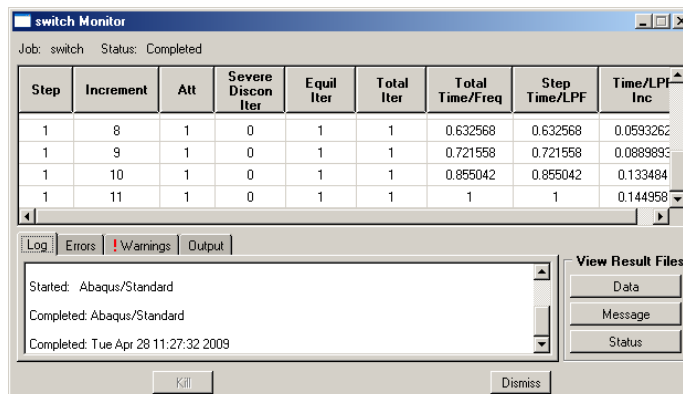 switch Monitor
Job: switch Status: Completed
Step Increment Att Severe Discon Iter Equil Iter Total Iter Total Time/Freq Step Time/LPF Time/LPF Inc
1 8 1 0 1 1 0.632568 0.632568 0.0593262
1 9 1 0 1 1 0.721558 0.721558 0.0889893
1 10 1 0 1 1 0.855042 0.855042 0.133484
1 11 1 0 1 1 1 1 0.144958
Log Errors ! Warnings Output
View Result Files
Started: Abaqus/Standard
Data
Completed: Abaqus/Standard
Message
Completed: Tue Apr 28 11:27:32 2009
Status
Kill Dismiss